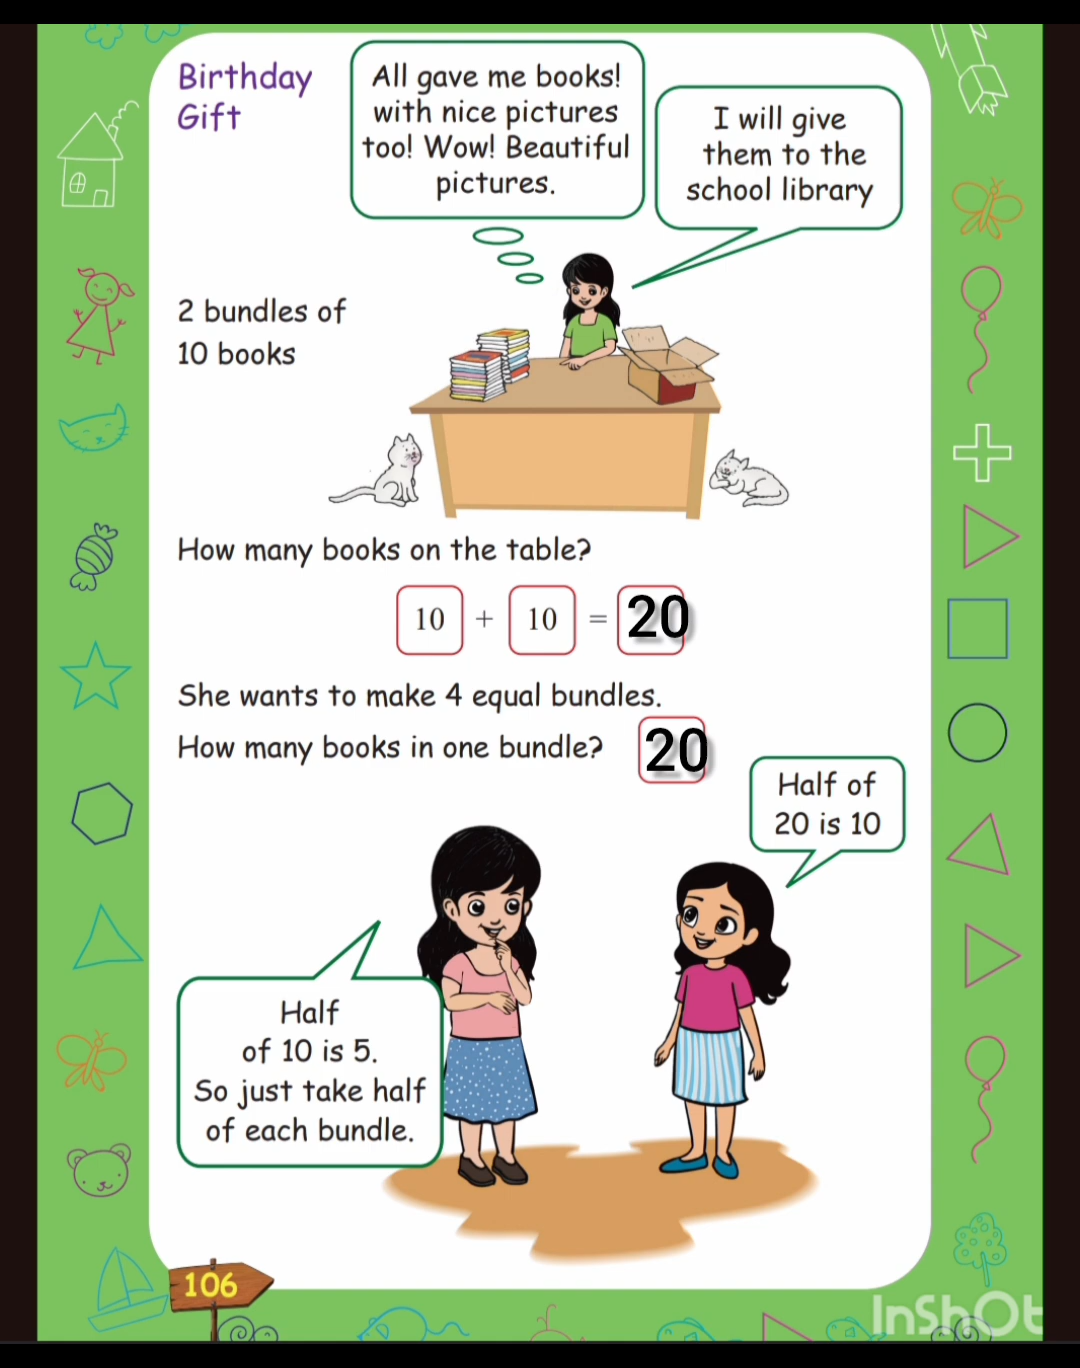 Birthday
Gift
All gave me books!
with nice pictures
too! Wow! Beautiful
pictures.
I will give
them to the
school library
2 bundles of
10 books
How many books on the table?
10 + 10 = 20
She wants to make 4 equal bundles.
How many books in one bundle? 20
Half of
20 is 10
Half
of 10 is 5.
So just take half
of each bundle.
106
InShOt